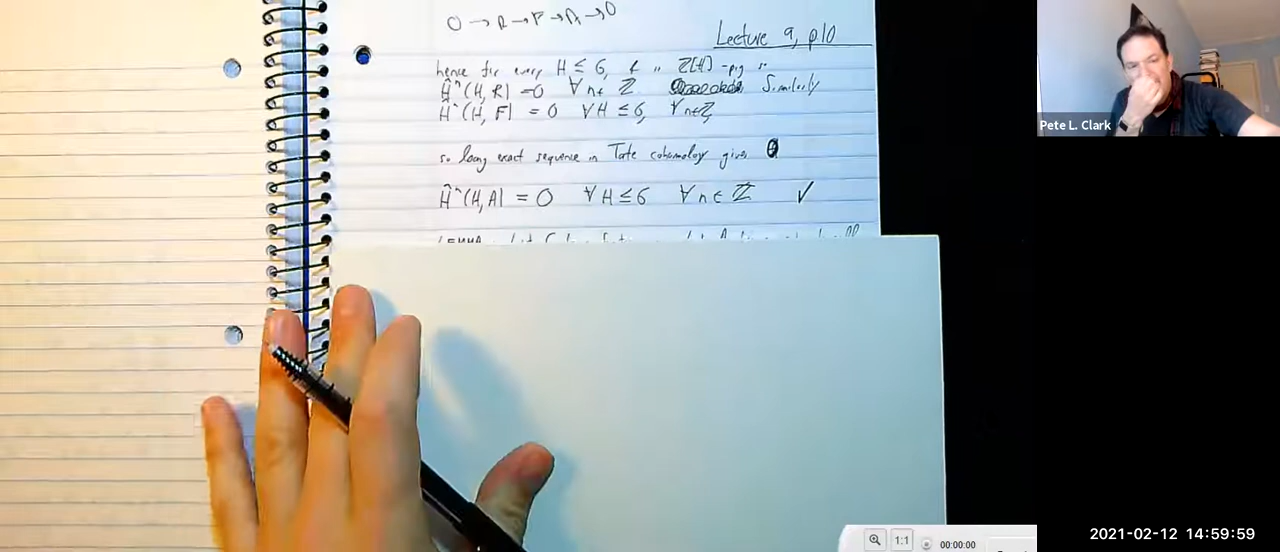 0 → R → F → A → 0
Lecture 9, p10
hence for every H ≤ G, & is Z[H]-proj so
Ĥⁿ(H, R) = 0 ∀ n ∈ ℤ Similarly
Ĥⁿ(H, F) = 0 ∀ H ≤ G, ∀ n ∈ ℤ,
so long exact sequence in Tate cohomology gives
Ĥⁿ(H, A) = 0 ∀ H ≤ G ∀ n ∈ ℤ ✓
Pete L. Clark
1:1
00:00:00
2021-02-12 14:59:59